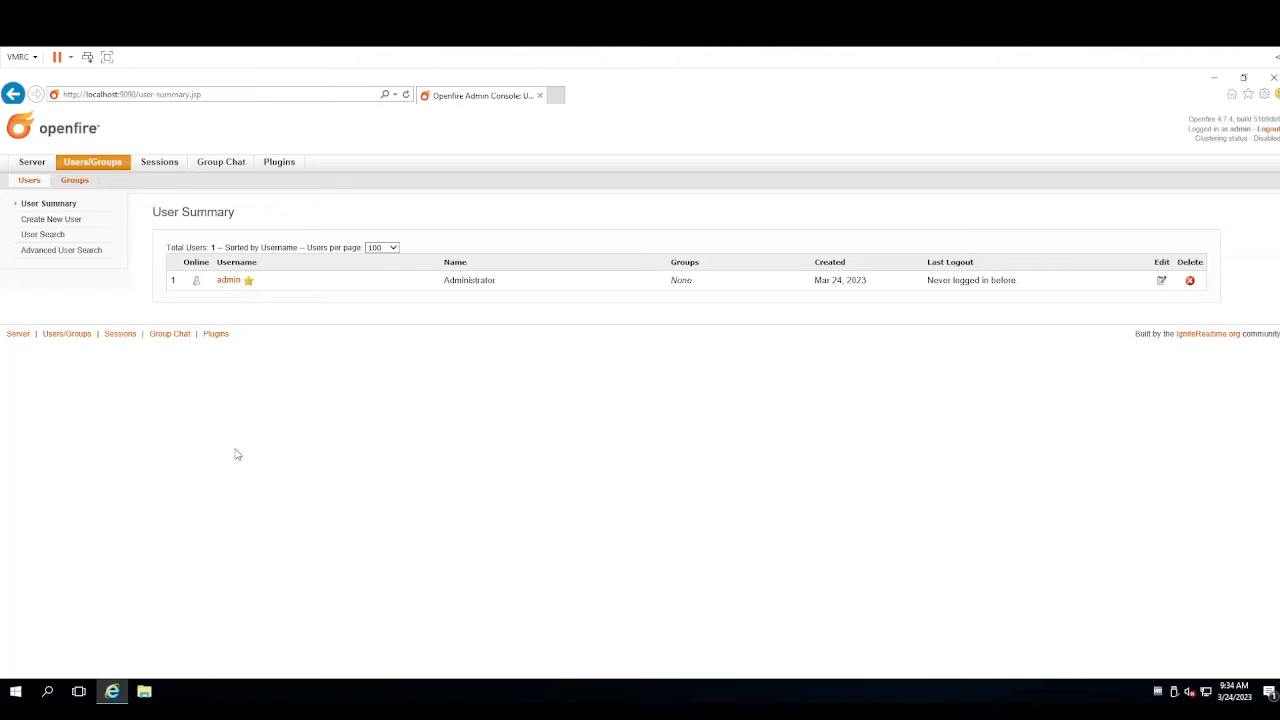 VMRC
http://localhost:9090/user-summary.jsp
Openfire Admin Console: U...
openfire
Openfire 4.7.4, build 51b9db9
Logged in as admin - Logout
Clustering status - Disabled
Server Users/Groups Sessions Group Chat Plugins
Users Groups
User Summary
Create New User
User Search
Advanced User Search
User Summary
Total Users: 1 -- Sorted by Username -- Users per page: 100
Online Username Name Groups Created Last Logout Edit Delete
1 admin Administrator None Mar 24, 2023 Never logged in before.
Server | Users/Groups | Sessions | Group Chat | Plugins
Built by the IgniteRealtime.org community
9:34 AM
3/24/2023
1